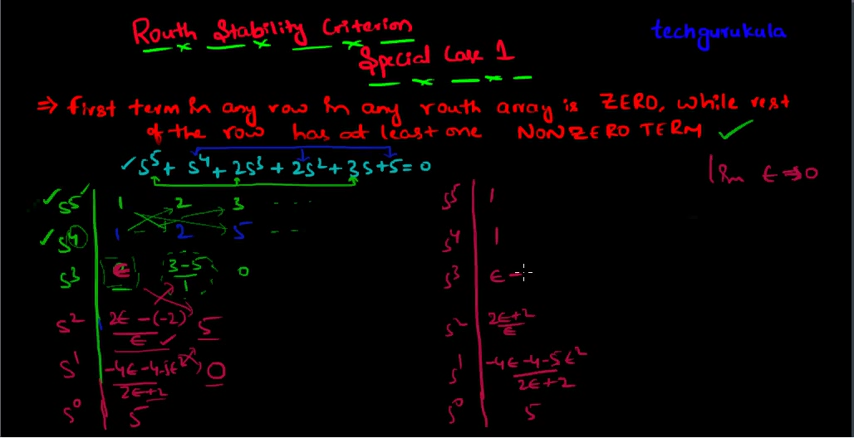 Routh Stability Criterion
techgurukula
Special Case 1
⇒ first term in any row in any routh array is ZERO, while rest
of the row has at least one NONZERO TERM ✓
✓ s⁵ + s⁴ + 2s³ + 2s² + 3s + 5 = 0
lim ε ⇒ 0
✓ s⁵ | 1 2 3 ----
✓ s⁴ | 1 2 5 --
s³ | ε (3-5)/1 0
s² | (2ε-(-2))/ε ✓ 5
s¹ | (-4ε-4-5ε²)/(2ε+2) 0
s⁰ | 5
s⁵ | 1
s⁴ | 1
s³ | ε
s² | (2ε+2)/ε
s¹ | (-4ε-4-5ε²)/(2ε+2)
s⁰ | 5